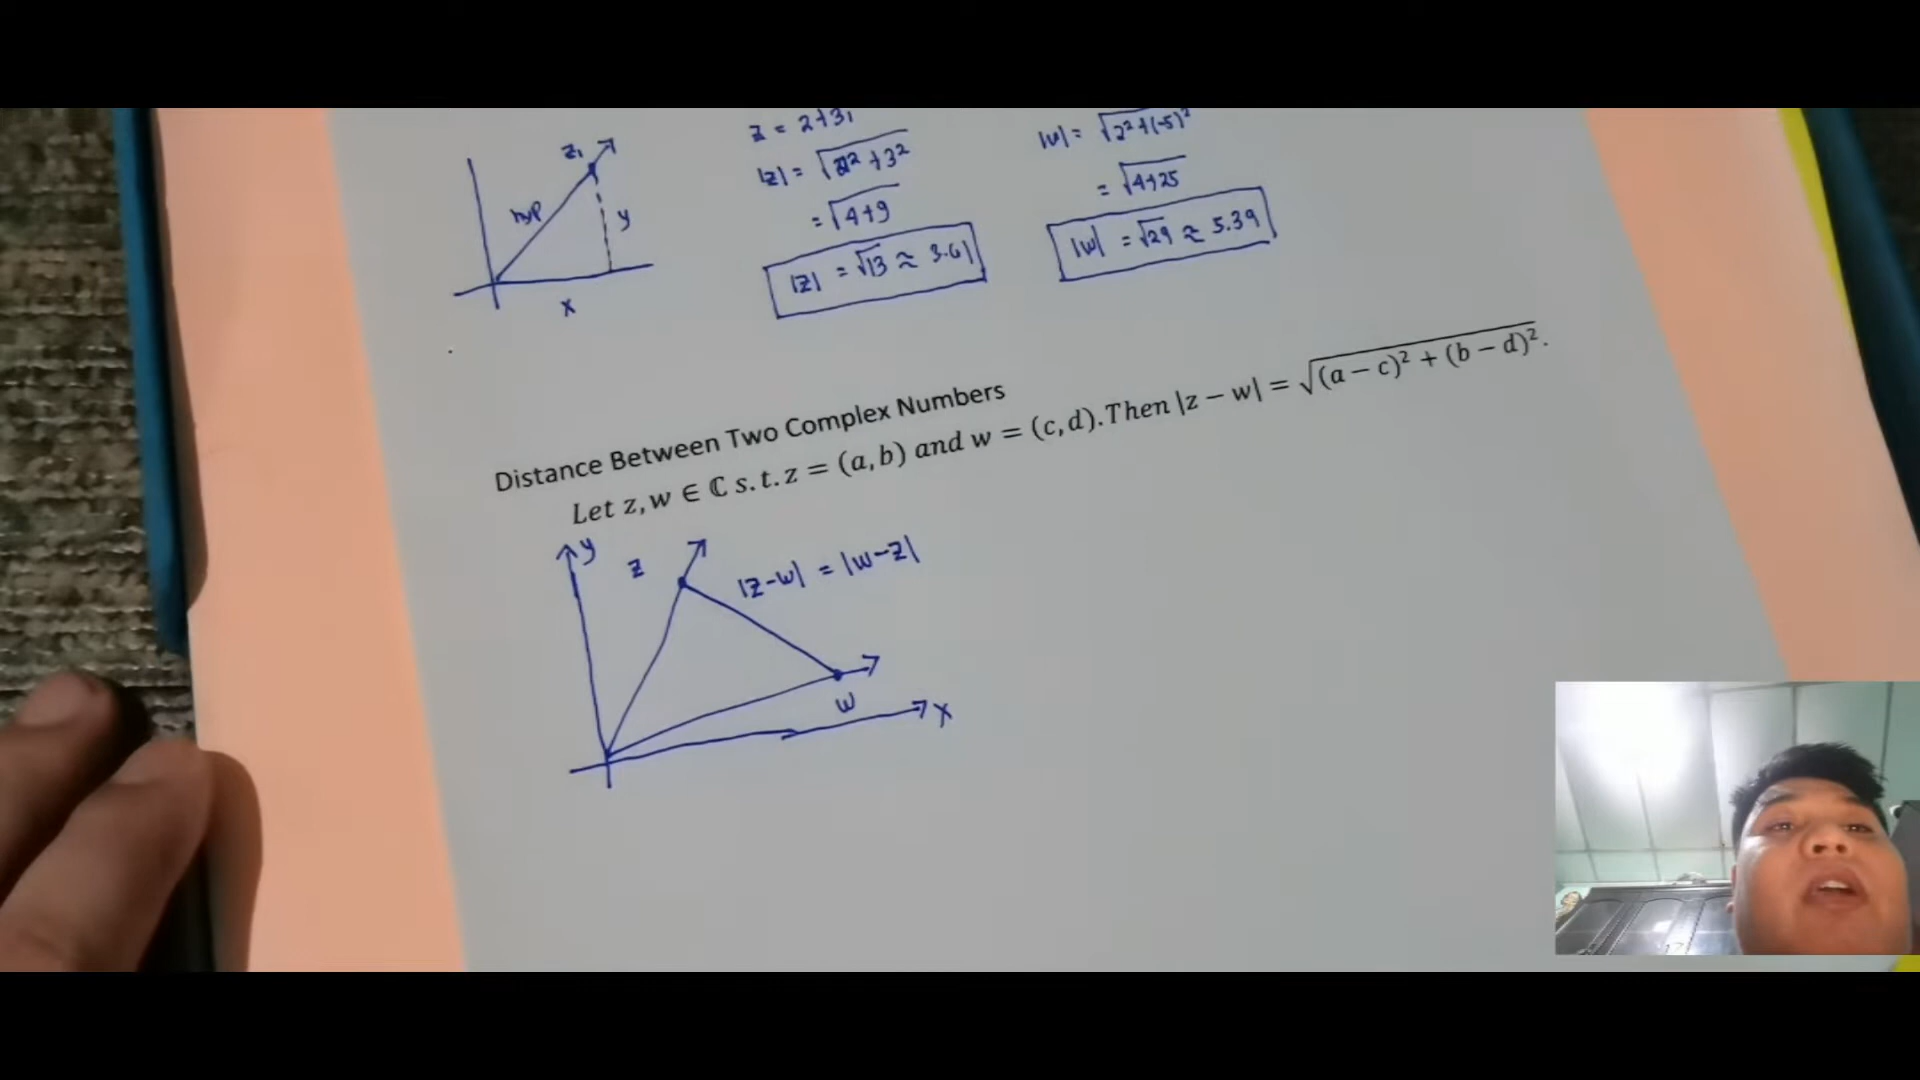 z = 2+3i
|z| = √2² + 3²
= √4+9
|z| = √13 ≈ 3.61
|w| = √2²+(-5)²
= √4+25
|w| = √29 ≈ 5.39
z₁
hyp
y
x
Distance Between Two Complex Numbers
Let z, w ∈ ℂ s.t. z = (a, b) and w = (c, d). Then |z − w| = √(a − c)² + (b − d)².
y
z
|z-w| = |w-z|
w
x